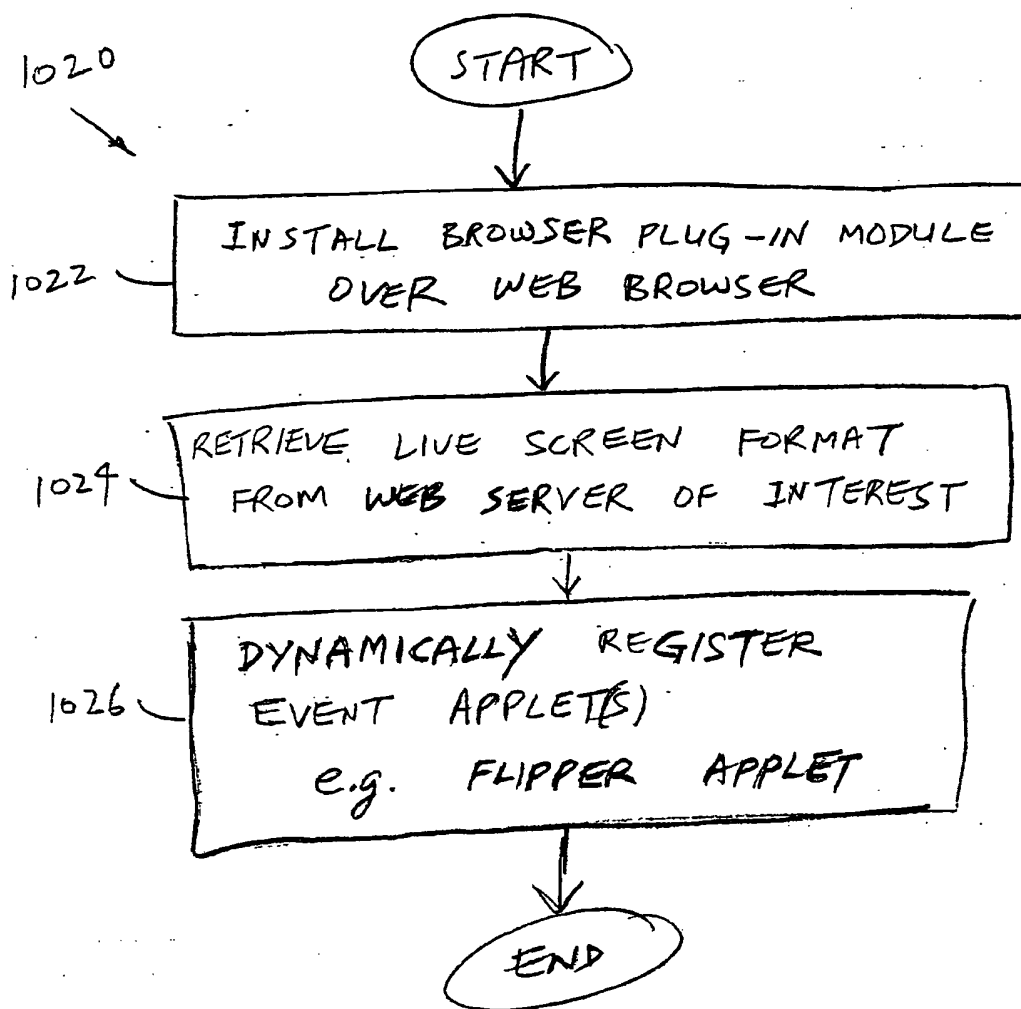 1020
START
1022
INSTALL BROWSER PLUG-IN MODULE
OVER WEB BROWSER
1024
RETRIEVE LIVE SCREEN FORMAT
FROM WEB SERVER OF INTEREST
1026
DYNAMICALLY REGISTER
EVENT APPLET(S)
e.g. FLIPPER APPLET
END